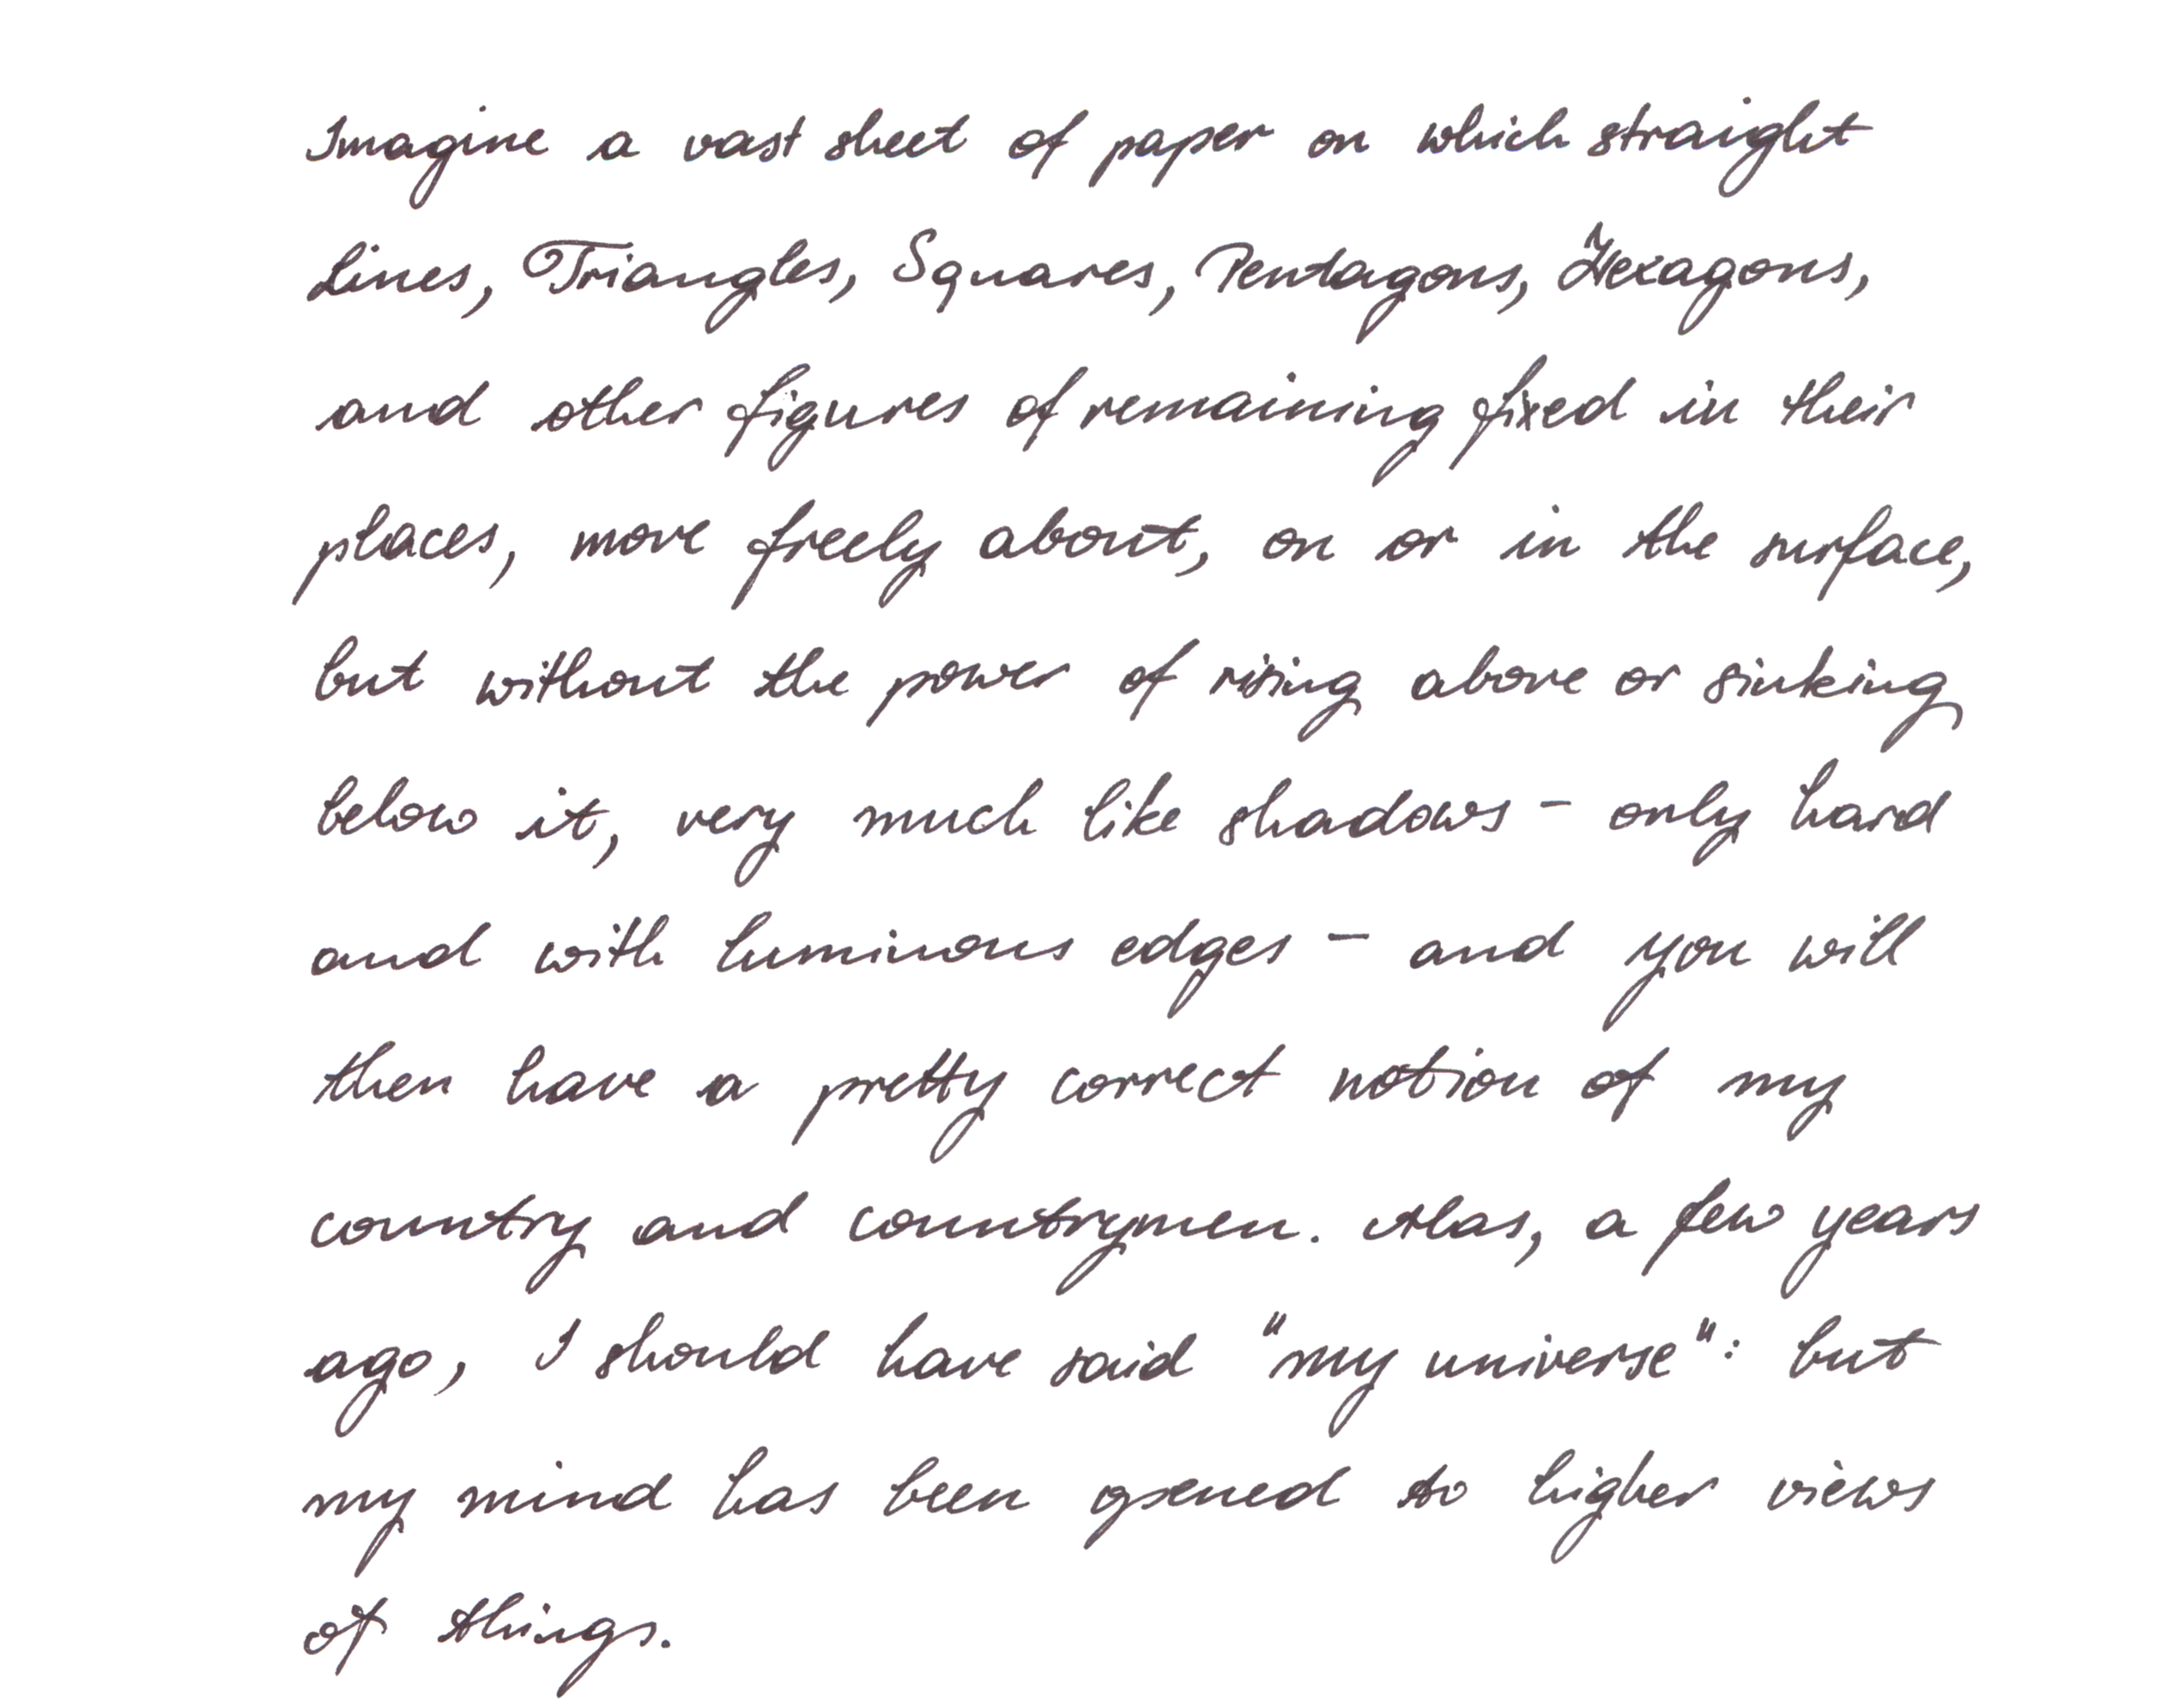 Imagine a vast sheet of paper on which straight
Lines, Triangles, Squares, Pentagons, Hexagons,
and other figures of remaining fixed in their
places, move freely about, on or in the surface,
but without the power of rising above or sinking
below it, very much like shadows - only hard
and with luminous edges - and you will
then have a pretty correct notion of my
country and countrymen. Alas, a few years
ago, I should have said "my universe": but
my mind has been opened to higher views
of things.